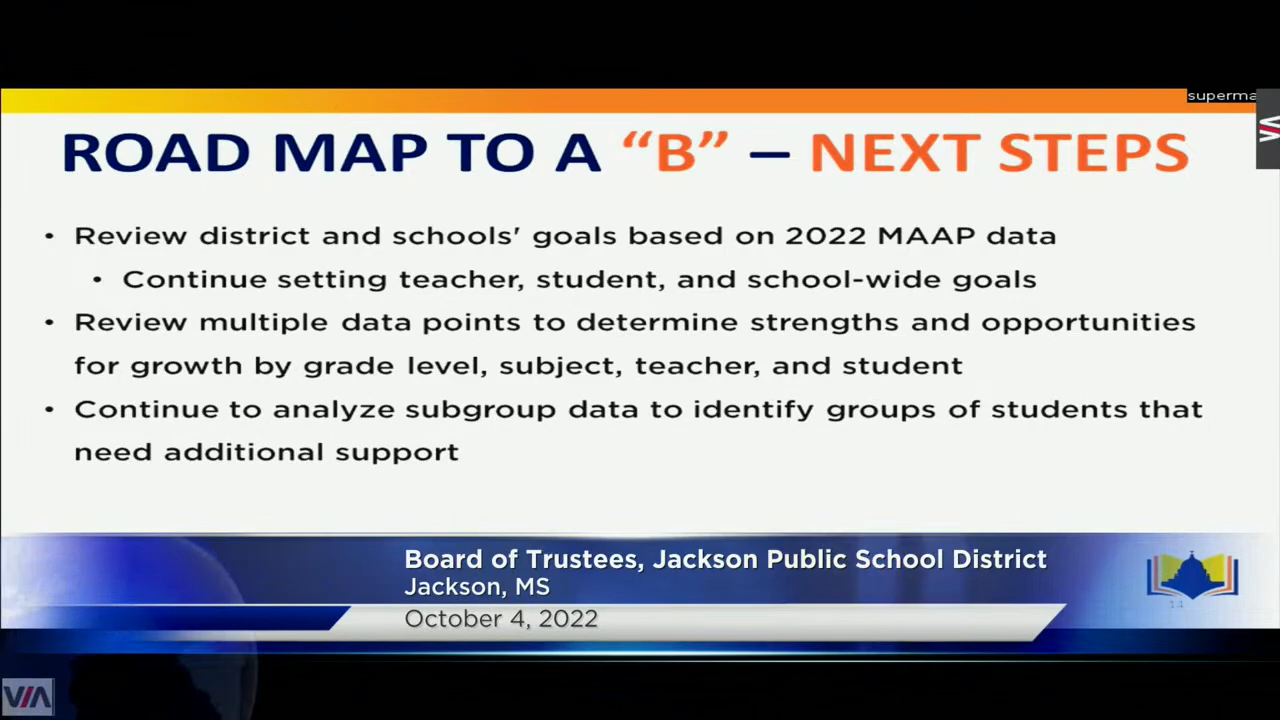 superma
ROAD MAP TO A “B” – NEXT STEPS
• Review district and schools' goals based on 2022 MAAP data
• Continue setting teacher, student, and school-wide goals
• Review multiple data points to determine strengths and opportunities
for growth by grade level, subject, teacher, and student
• Continue to analyze subgroup data to identify groups of students that
need additional support
Board of Trustees, Jackson Public School District
Jackson, MS
October 4, 2022
14
VIA